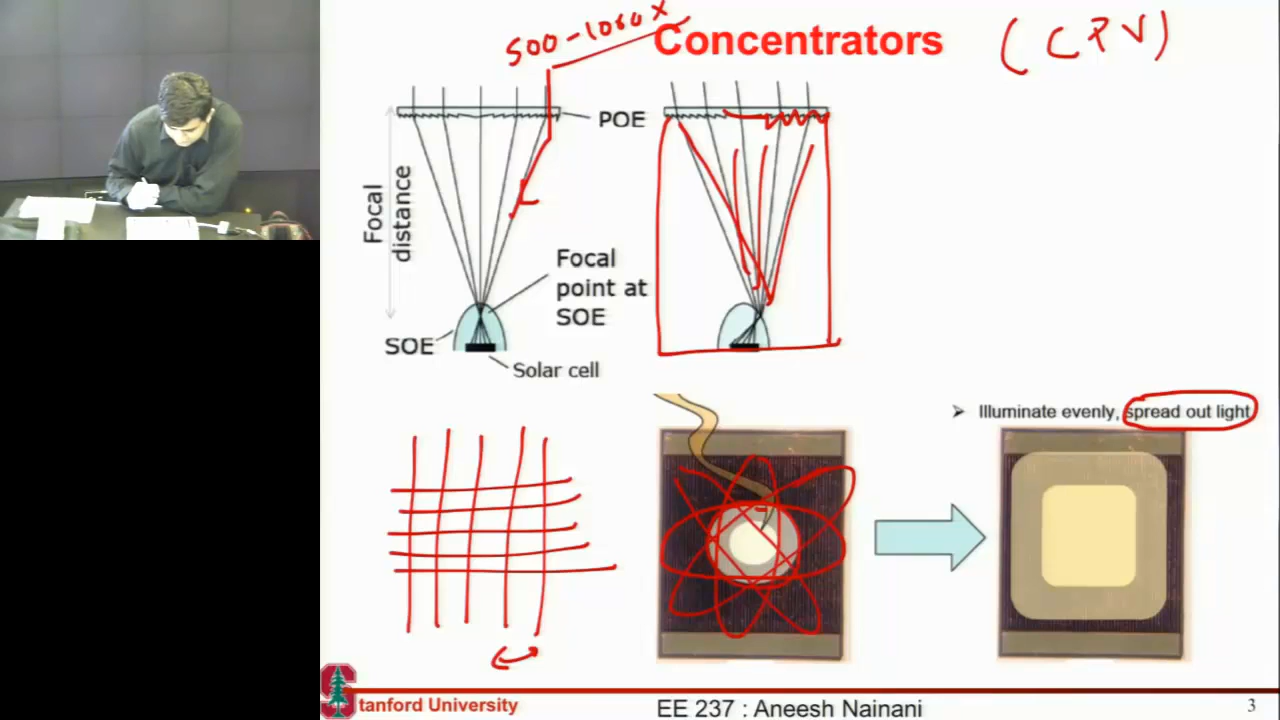 500-1000x
Concentrators
(CPV)
POE
Focal
distance
Focal
point at
SOE
SOE
Solar cell
➤ Illuminate evenly, spread out light
Stanford University
EE 237 : Aneesh Nainani
3